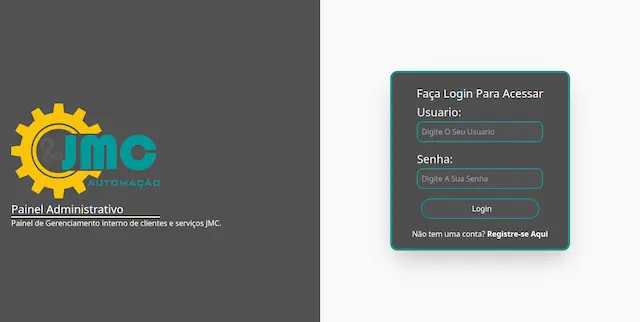 &JMC
AUTOMAÇÃO
Painel Administrativo
Painel de Gerenciamento Interno de clientes e serviços JMC.
Faça Login Para Acessar
Usuario:
Digite O Seu Usuario
Senha:
Digite A Sua Senha
Login
Não tem uma conta? Registre-se Aqui